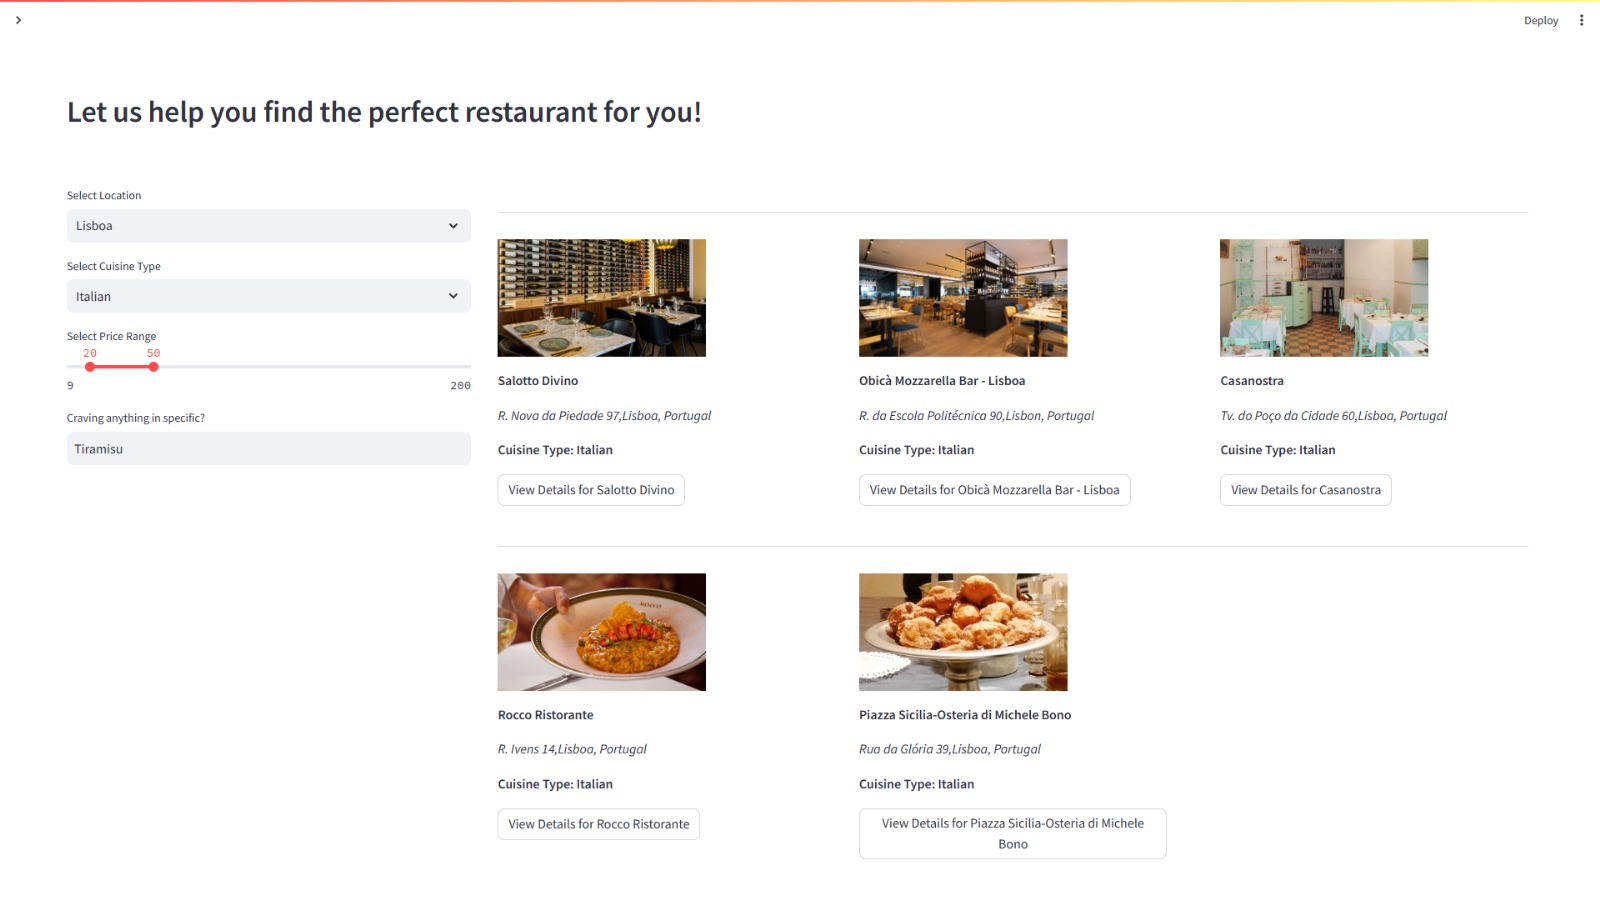 Deploy
Let us help you find the perfect restaurant for you!
Select Location
Lisboa
Select Cuisine Type
Italian
Select Price Range
20 50
9 200
Craving anything in specific?
Tiramisu
Salotto Divino
R. Nova da Piedade 97,Lisboa, Portugal
Cuisine Type: Italian
View Details for Salotto Divino
Obicà Mozzarella Bar - Lisboa
R. da Escola Politécnica 90,Lisbon, Portugal
Cuisine Type: Italian
View Details for Obicà Mozzarella Bar - Lisboa
Casanostra
Tv. do Poço da Cidade 60,Lisboa, Portugal
Cuisine Type: Italian
View Details for Casanostra
ROCCO
Rocco Ristorante
R. Ivens 14,Lisboa, Portugal
Cuisine Type: Italian
View Details for Rocco Ristorante
Piazza Sicilia-Osteria di Michele Bono
Rua da Glória 39,Lisboa, Portugal
Cuisine Type: Italian
View Details for Piazza Sicilia-Osteria di Michele
Bono